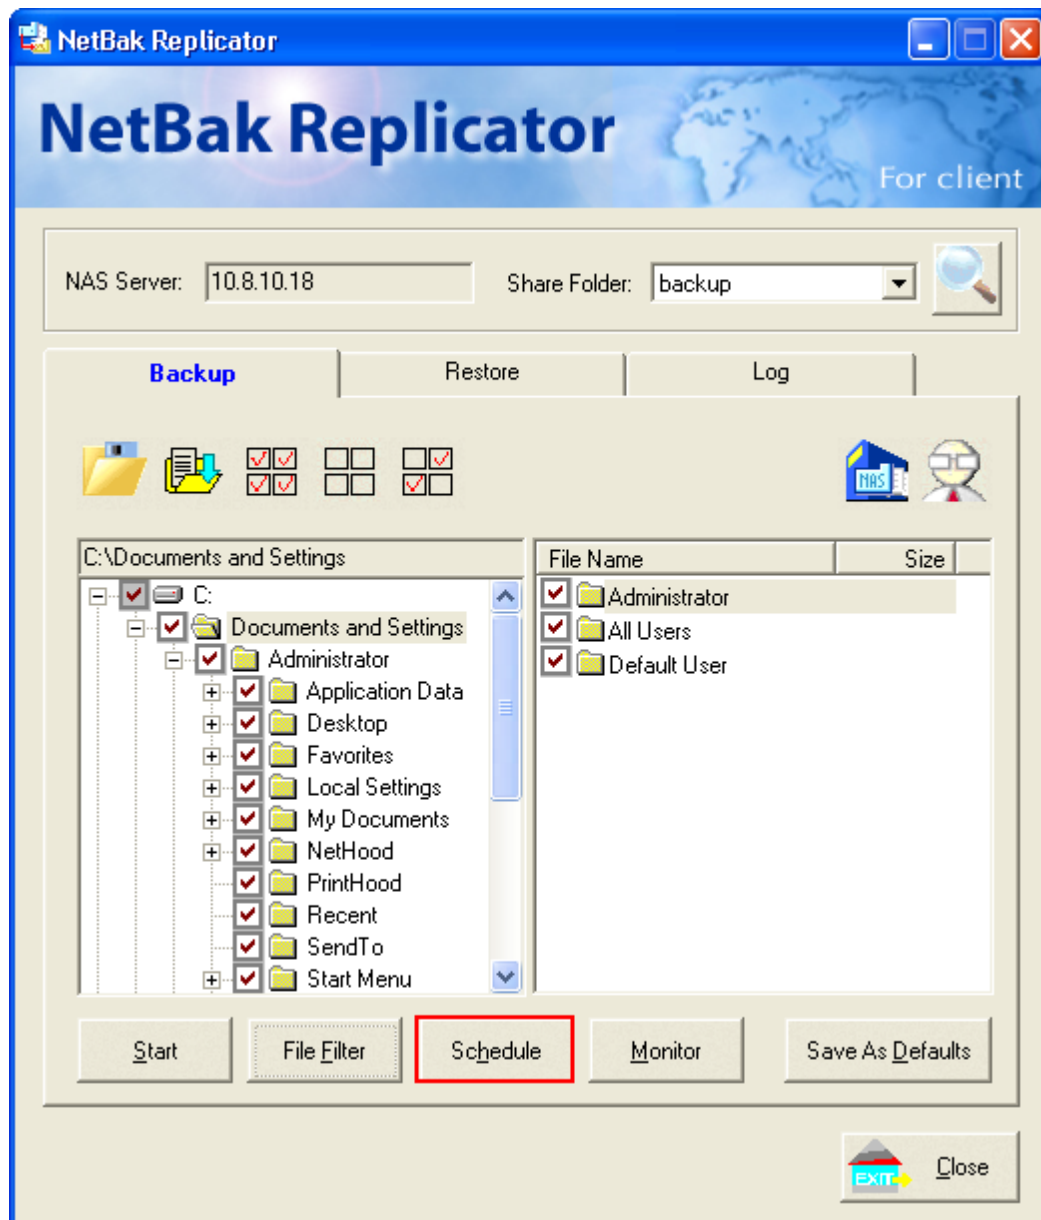 NetBak Replicator
NetBak Replicator
For client
NAS Server: 10.8.10.18 Share Folder: backup
Backup Restore Log
NAS
C:\Documents and Settings
C:
Documents and Settings
Administrator
Application Data
Desktop
Favorites
Local Settings
My Documents
NetHood
PrintHood
Recent
SendTo
Start Menu
File Name Size
Administrator
All Users
Default User
Start File Filter Schedule Monitor Save As Defaults
EXIT Close